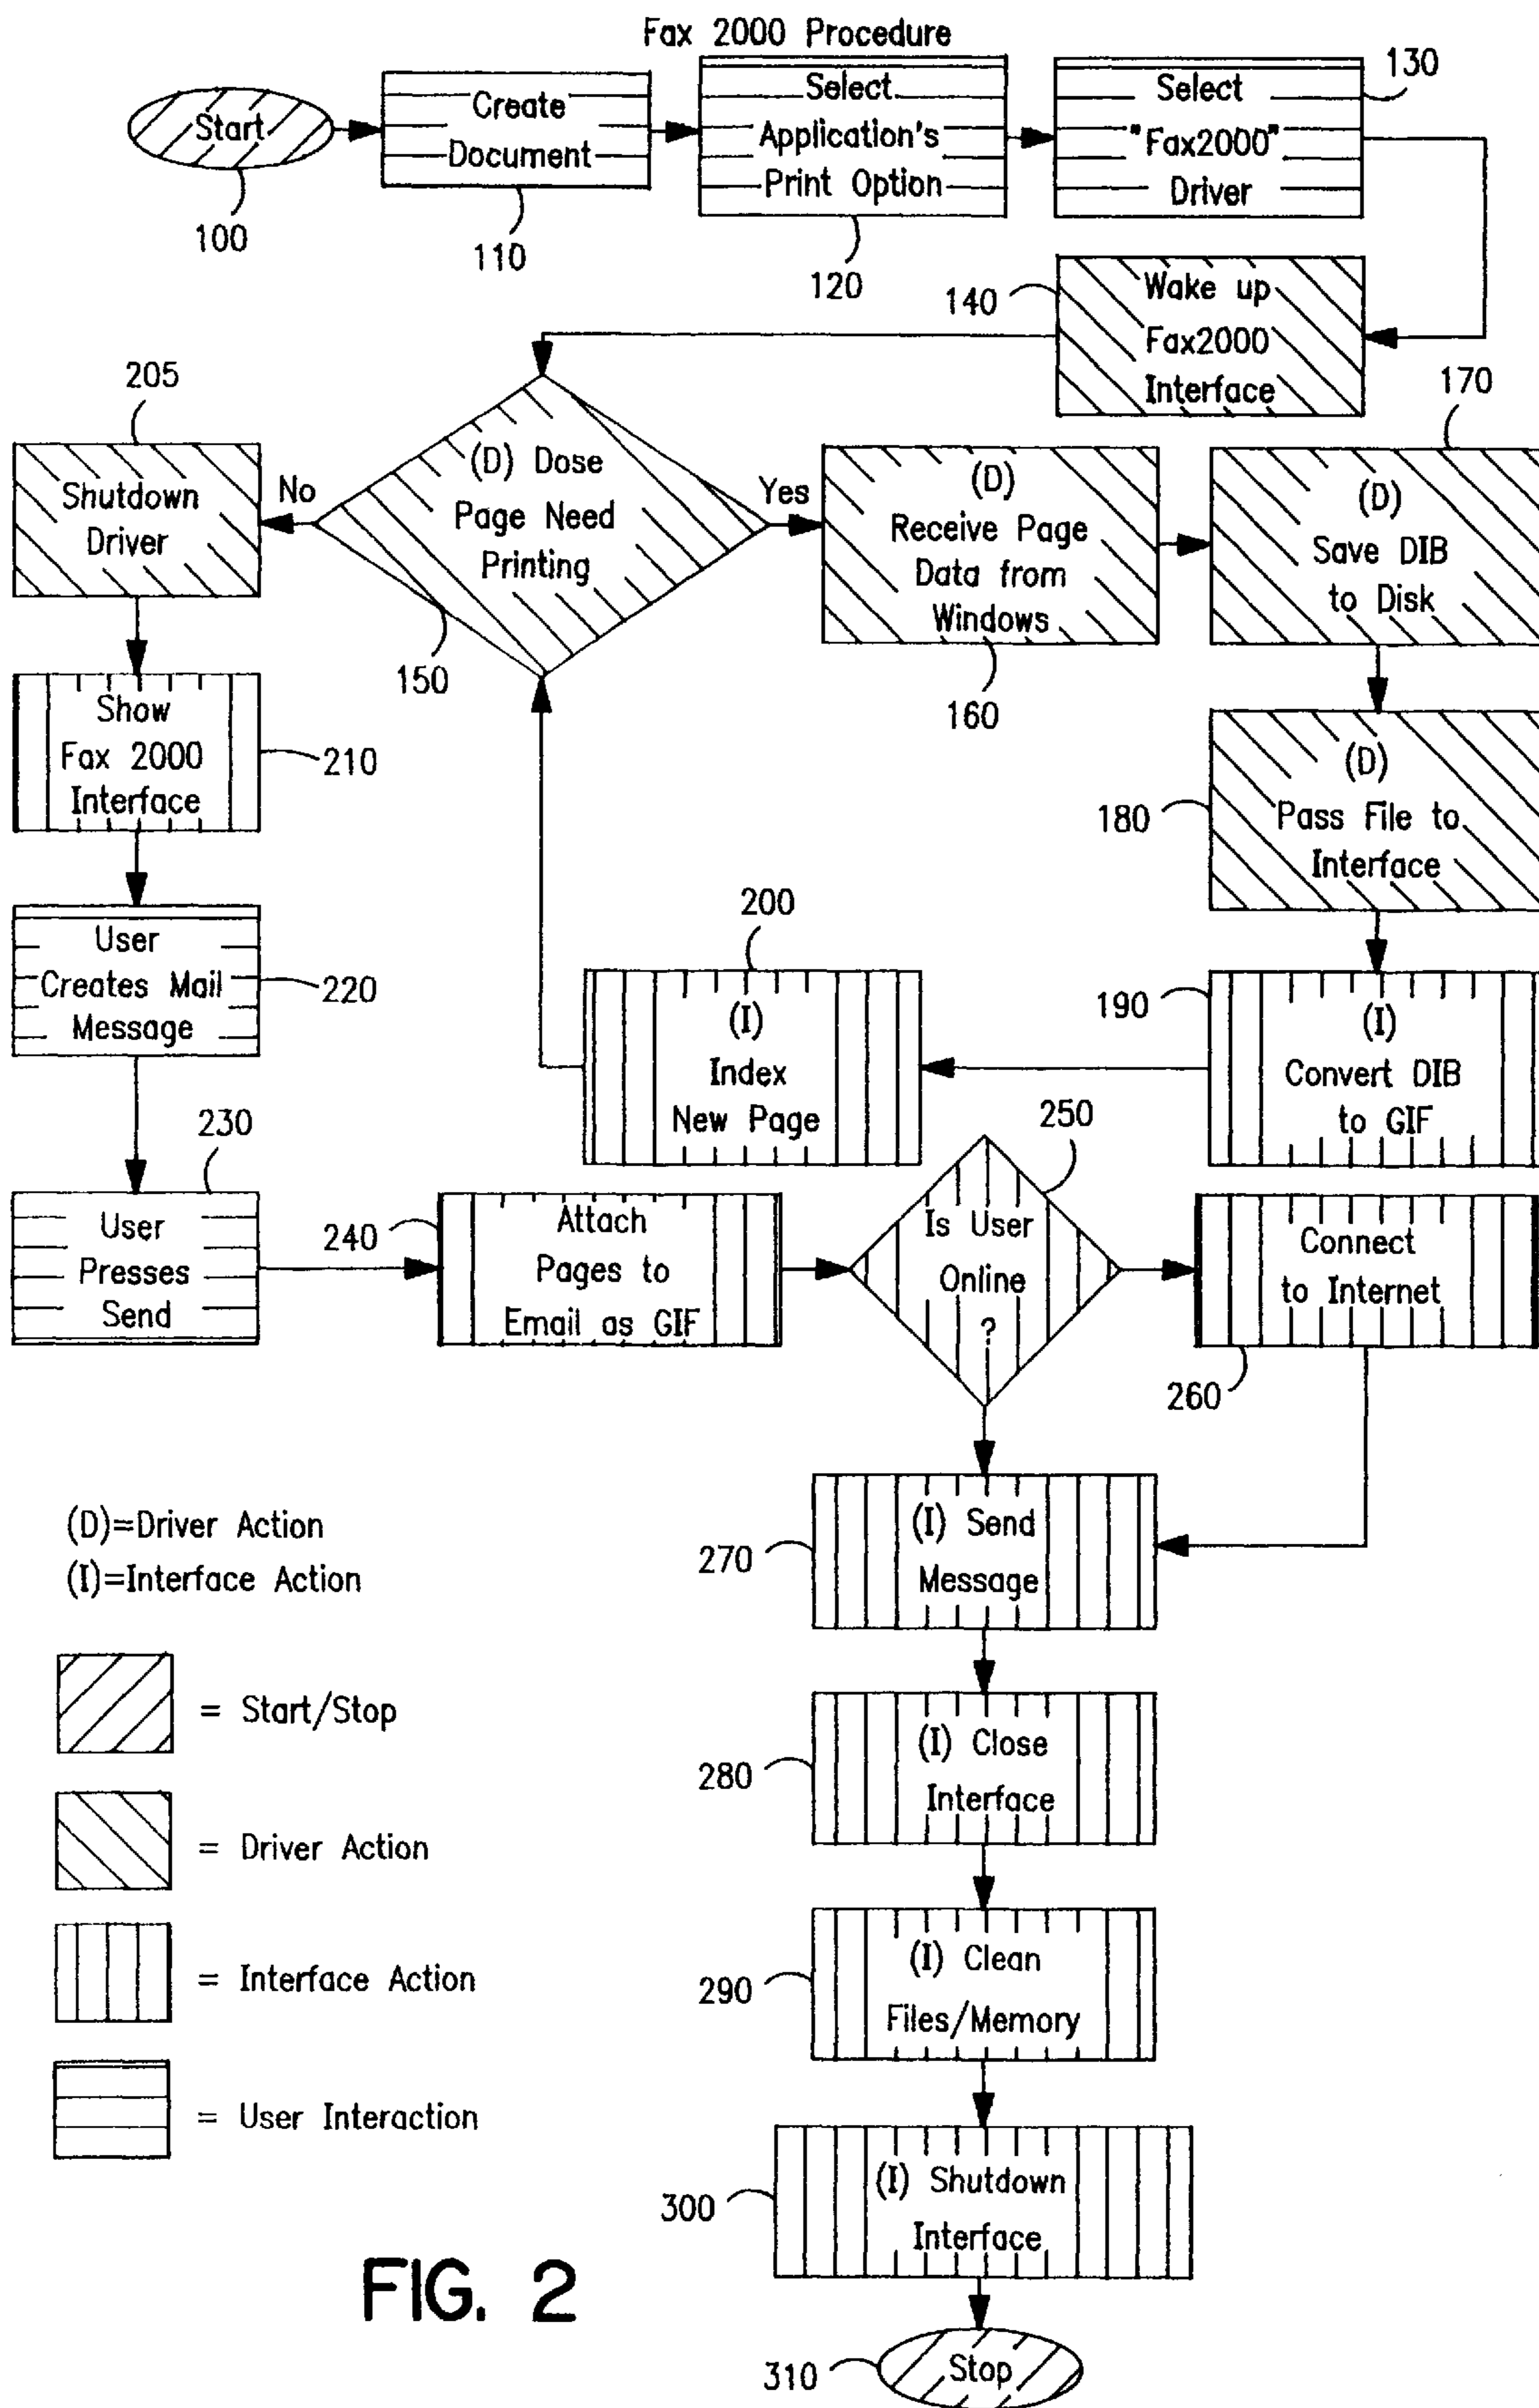 Fax 2000 Procedure
Start
100
Create
Document
110
Select
Application's
Print Option
120
Select
"Fax2000"
Driver
130
Wake up
Fax2000
Interface
140
(D) Dose
Page Need
Printing
150
No
Yes
205
Shutdown
Driver
(D)
Receive Page
Data from
Windows
160
170
(D)
Save DIB
to Disk
Show
Fax 2000
Interface
210
(D)
Pass File to
Interface
180
User
Creates Mail
Message
220
200
(I)
Index
New Page
190
(I)
Convert DIB
to GIF
230
User
Presses
Send
240
Attach
Pages to
Email as GIF
250
Is User
Online
?
Connect
to Internet
260
(I) Send
Message
270
(D)=Driver Action
(I)=Interface Action
= Start/Stop
= Driver Action
= Interface Action
= User Interaction
(I) Close
Interface
280
(I) Clean
Files/Memory
290
(I) Shutdown
Interface
300
Stop
310
FIG. 2